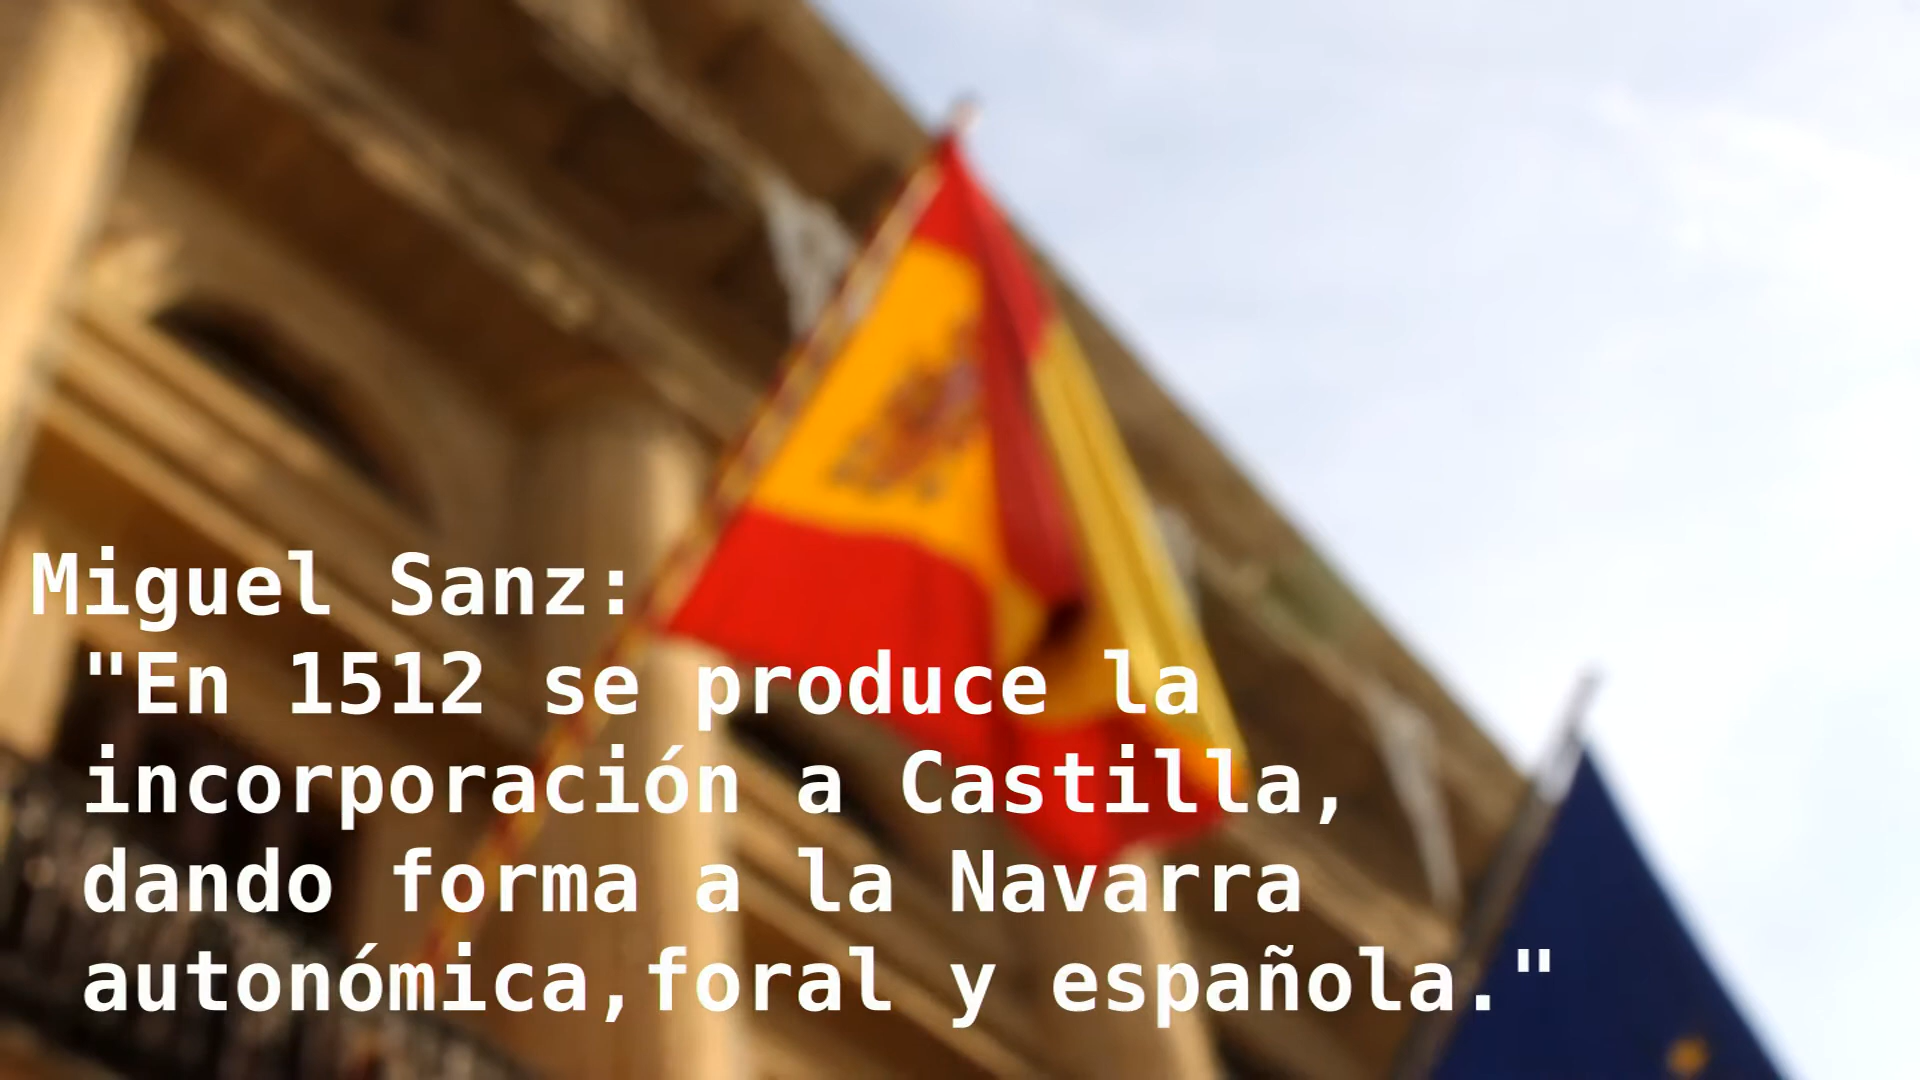 Miguel Sanz:
"En 1512 se produce la
incorporación a Castilla,
dando forma a la Navarra
autonómica,foral y española."